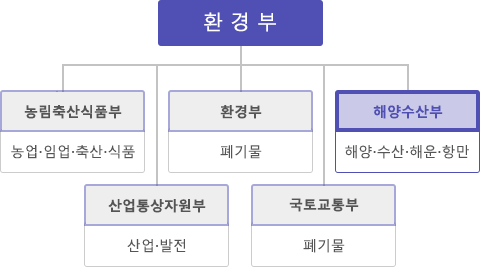 환경부
농림축산식품부
농업·임업·축산·식품
환경부
폐기물
해양수산부
해양·수산·해운·항만
산업통상자원부
산업·발전
국토교통부
폐기물